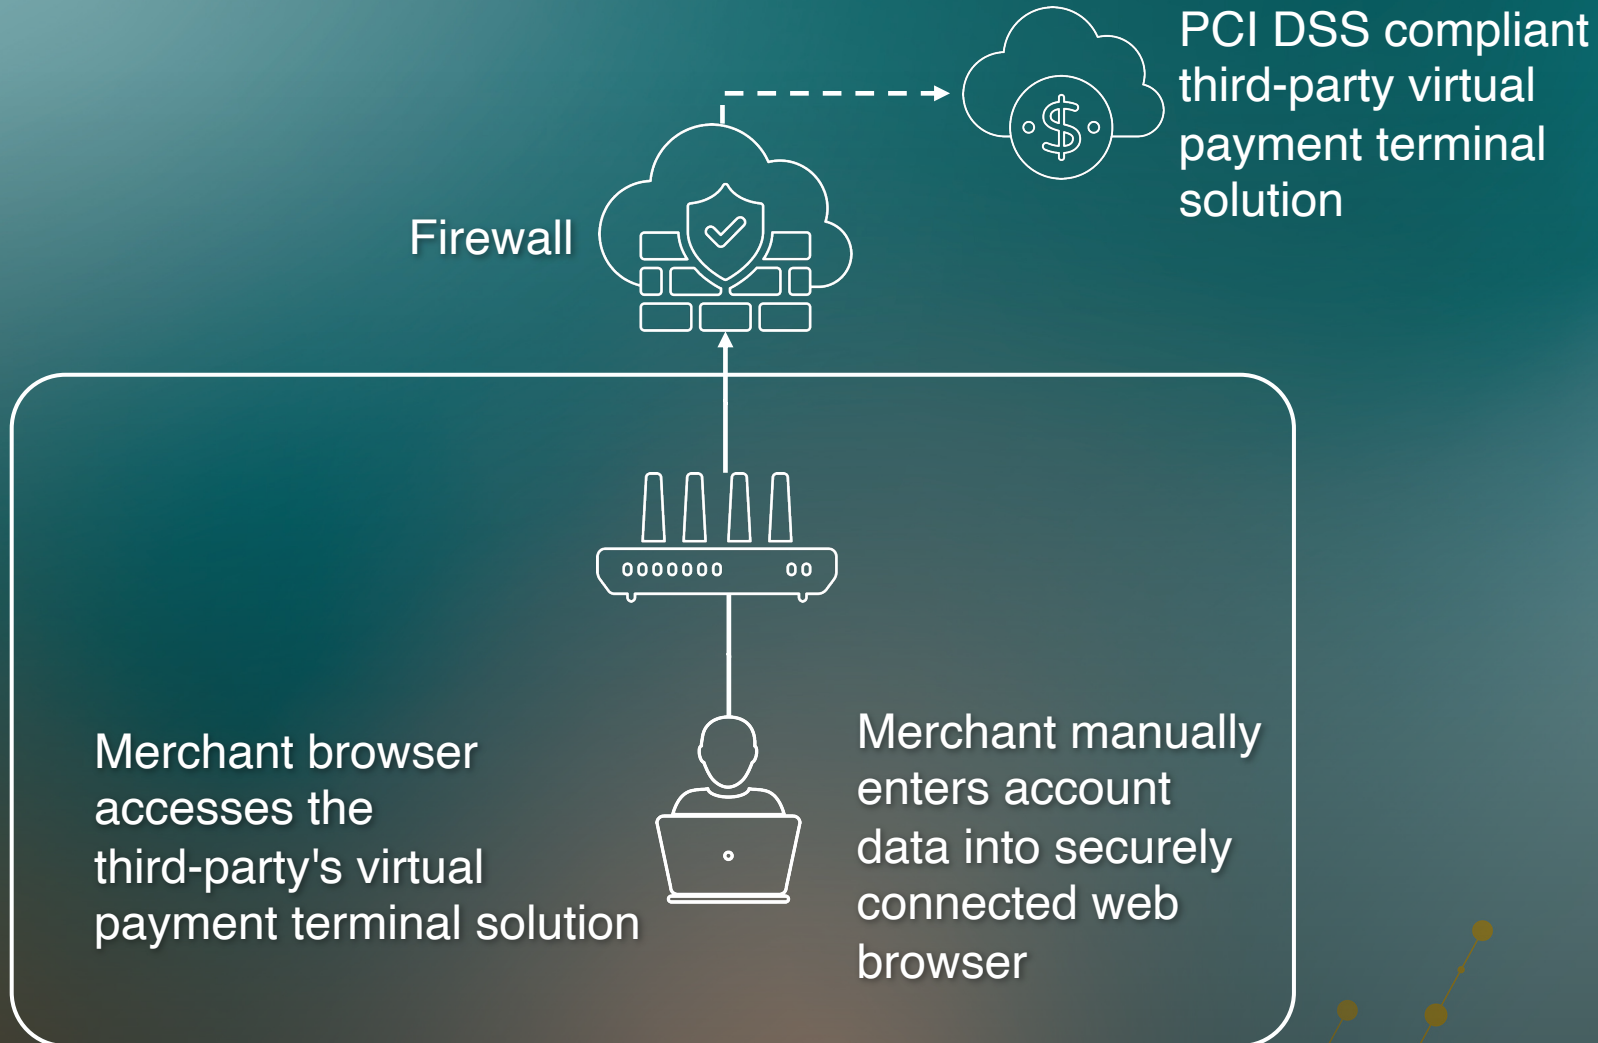 PCI DSS compliant
third-party virtual
payment terminal
solution
Firewall
Merchant browser
accesses the
third-party's virtual
payment terminal solution
Merchant manually
enters account
data into securely
connected web
browser